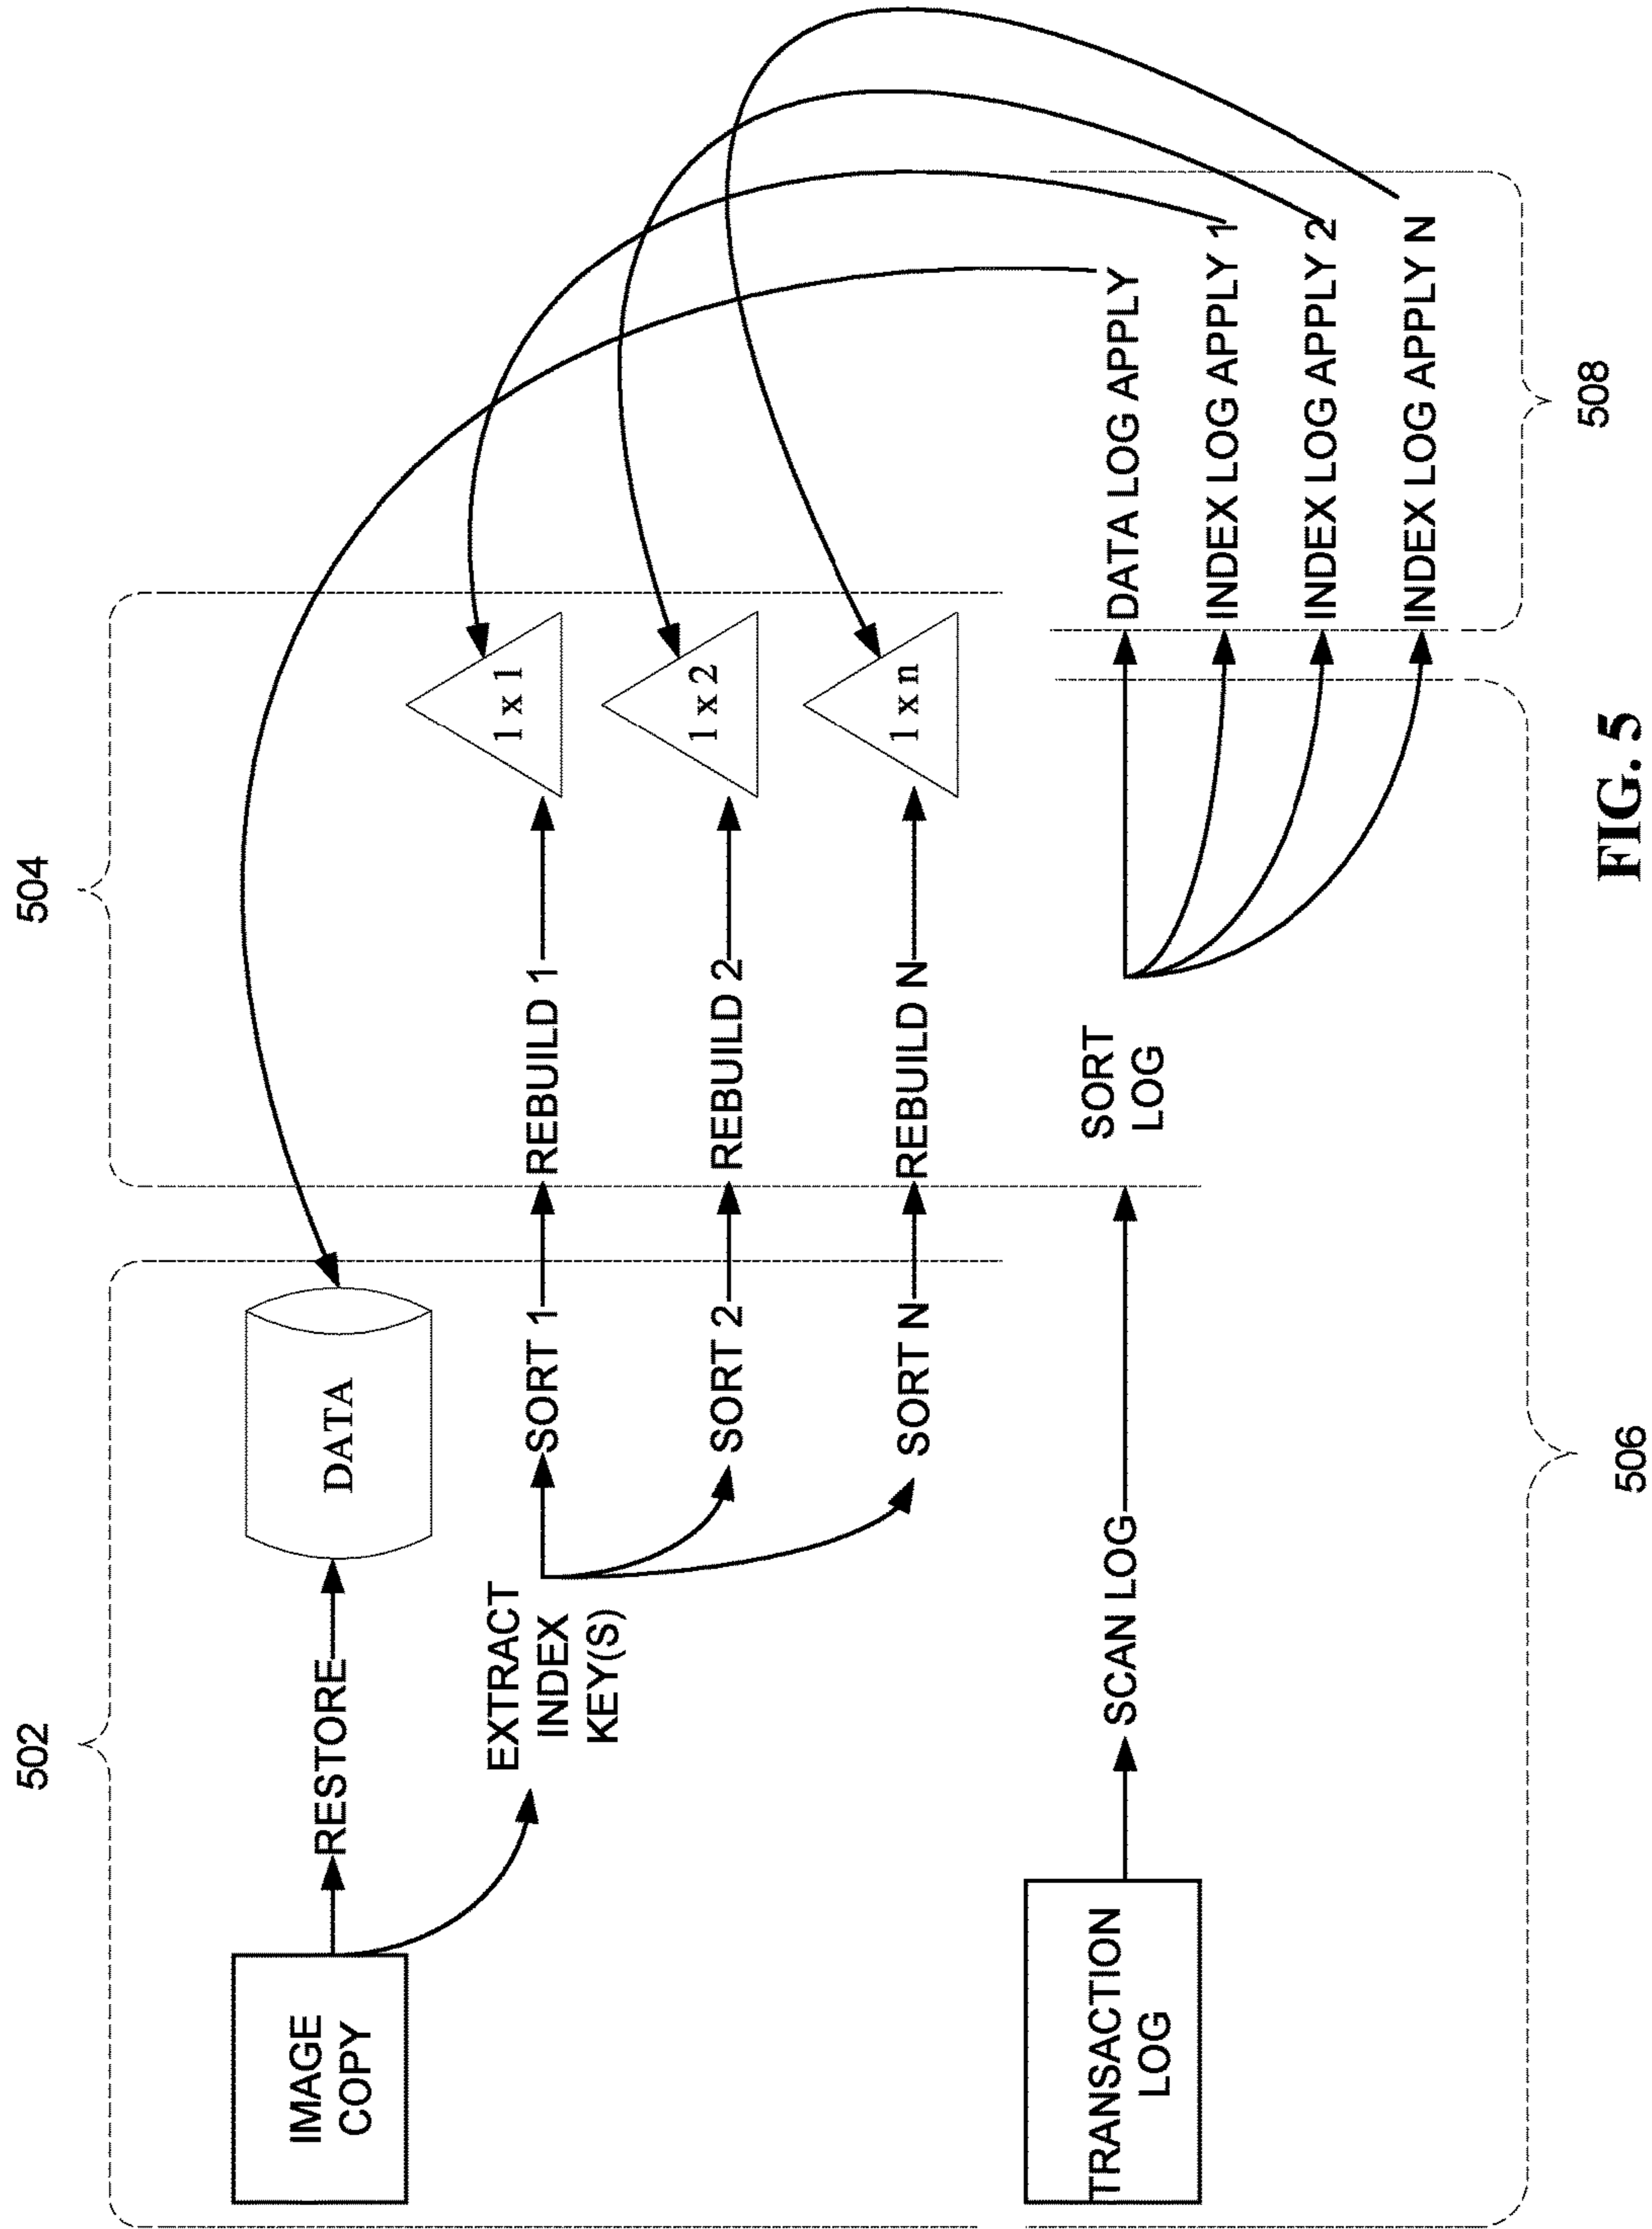 502
504
IMAGE
COPY
RESTORE
DATA
EXTRACT
INDEX
KEY(S)
SORT 1
REBUILD 1
1 x 1
SORT 2
REBUILD 2
1 x 2
SORT N
REBUILD N
1 x n
TRANSACTION
LOG
SCAN LOG
SORT
LOG
DATA LOG APPLY
INDEX LOG APPLY 1
INDEX LOG APPLY 2
INDEX LOG APPLY N
506
508
FIG. 5